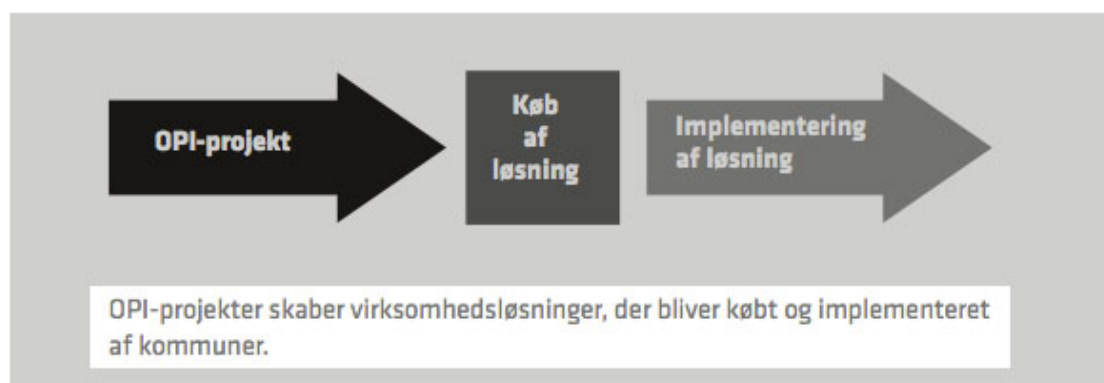 OPI-projekt
Køb
af
løsning
Implementering
af løsning
OPI-projekter skaber virksomhedsløsninger, der bliver købt og implementeret
af kommuner.